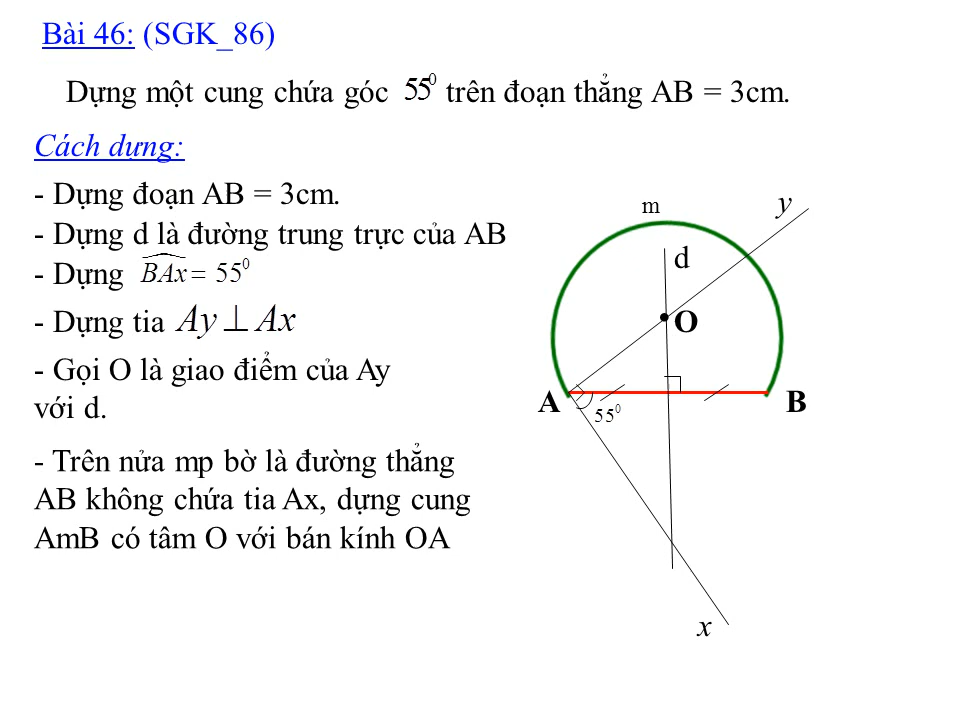 Bài 46: (SGK_86)
Dựng một cung chứa góc 55⁰ trên đoạn thẳng AB = 3cm.
Cách dựng:
- Dựng đoạn AB = 3cm.
- Dựng d là đường trung trực của AB
- Dựng \widehat{BAx} = 55⁰
- Dựng tia Ay ⊥ Ax
- Gọi O là giao điểm của Ay
với d.
- Trên nửa mp bờ là đường thẳng
AB không chứa tia Ax, dựng cung
AmB có tâm O với bán kính OA
m
y
d
O
A
B
55⁰
x